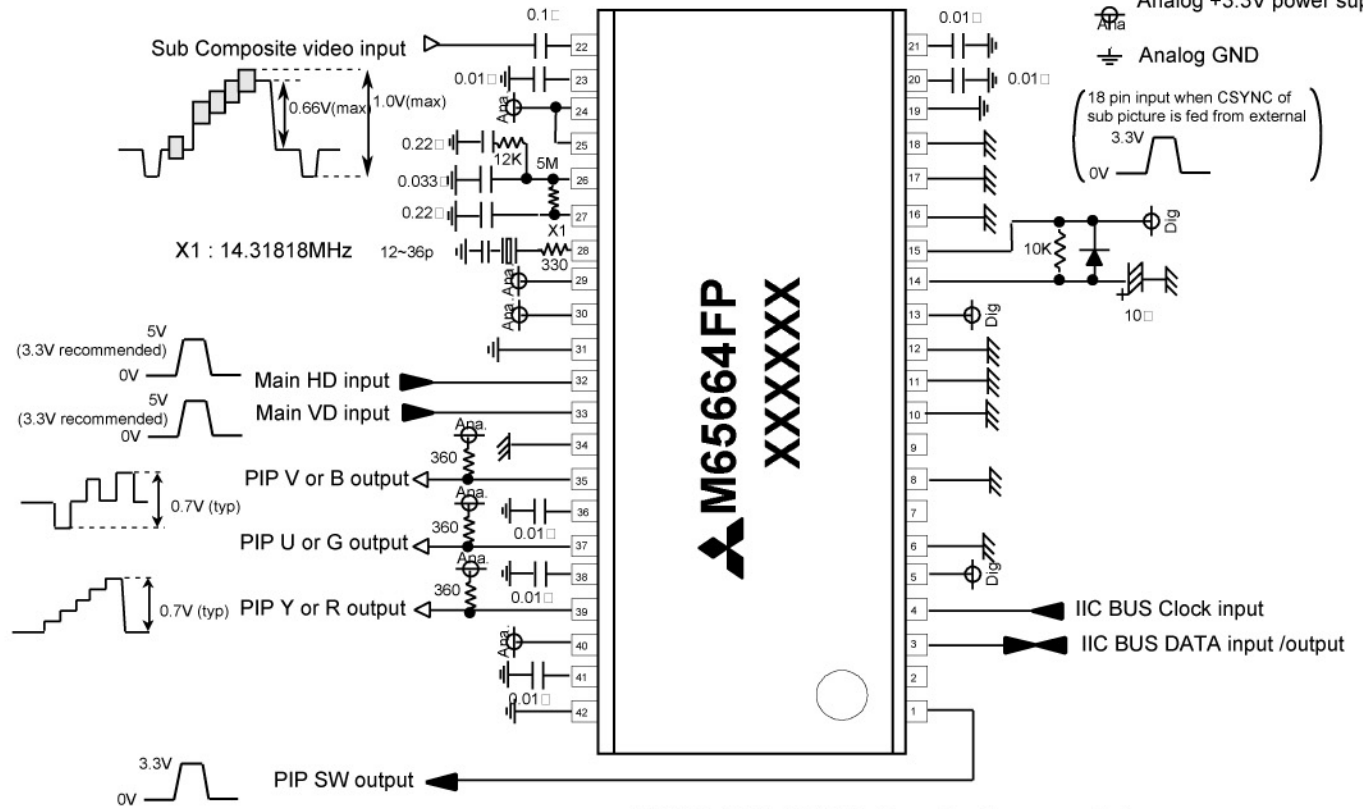 Analog +3.3V power sup
Ana
Analog GND
18 pin input when CSYNC of
sub picture is fed from external
3.3V
0V
0.1□
Sub Composite video input
0.66V(max)
1.0V(max)
0.01□
Ana.
0.22□
12K
5M
0.033□
0.22□
X1 : 14.31818MHz
12~36p
X1
330
Ana.
Ana.
5V
(3.3V recommended)
0V
Main HD input
5V
(3.3V recommended)
0V
Main VD input
Ana.
360
PIP V or B output
0.7V (typ)
Ana.
360
0.01□
PIP U or G output
Ana.
360
0.01□
PIP Y or R output
0.7V (typ)
Ana.
0.01□
3.3V
0V
PIP SW output
22
23
24
25
26
27
28
29
30
31
32
33
34
35
36
37
38
39
40
41
42
M65664FP
XXXXXX
21
20
19
18
17
16
15
14
13
12
11
10
9
8
7
6
5
4
3
2
1
0.01□
0.01□
10K
Dig
10□
Dig
Dig
IIC BUS Clock input
IIC BUS DATA input /output